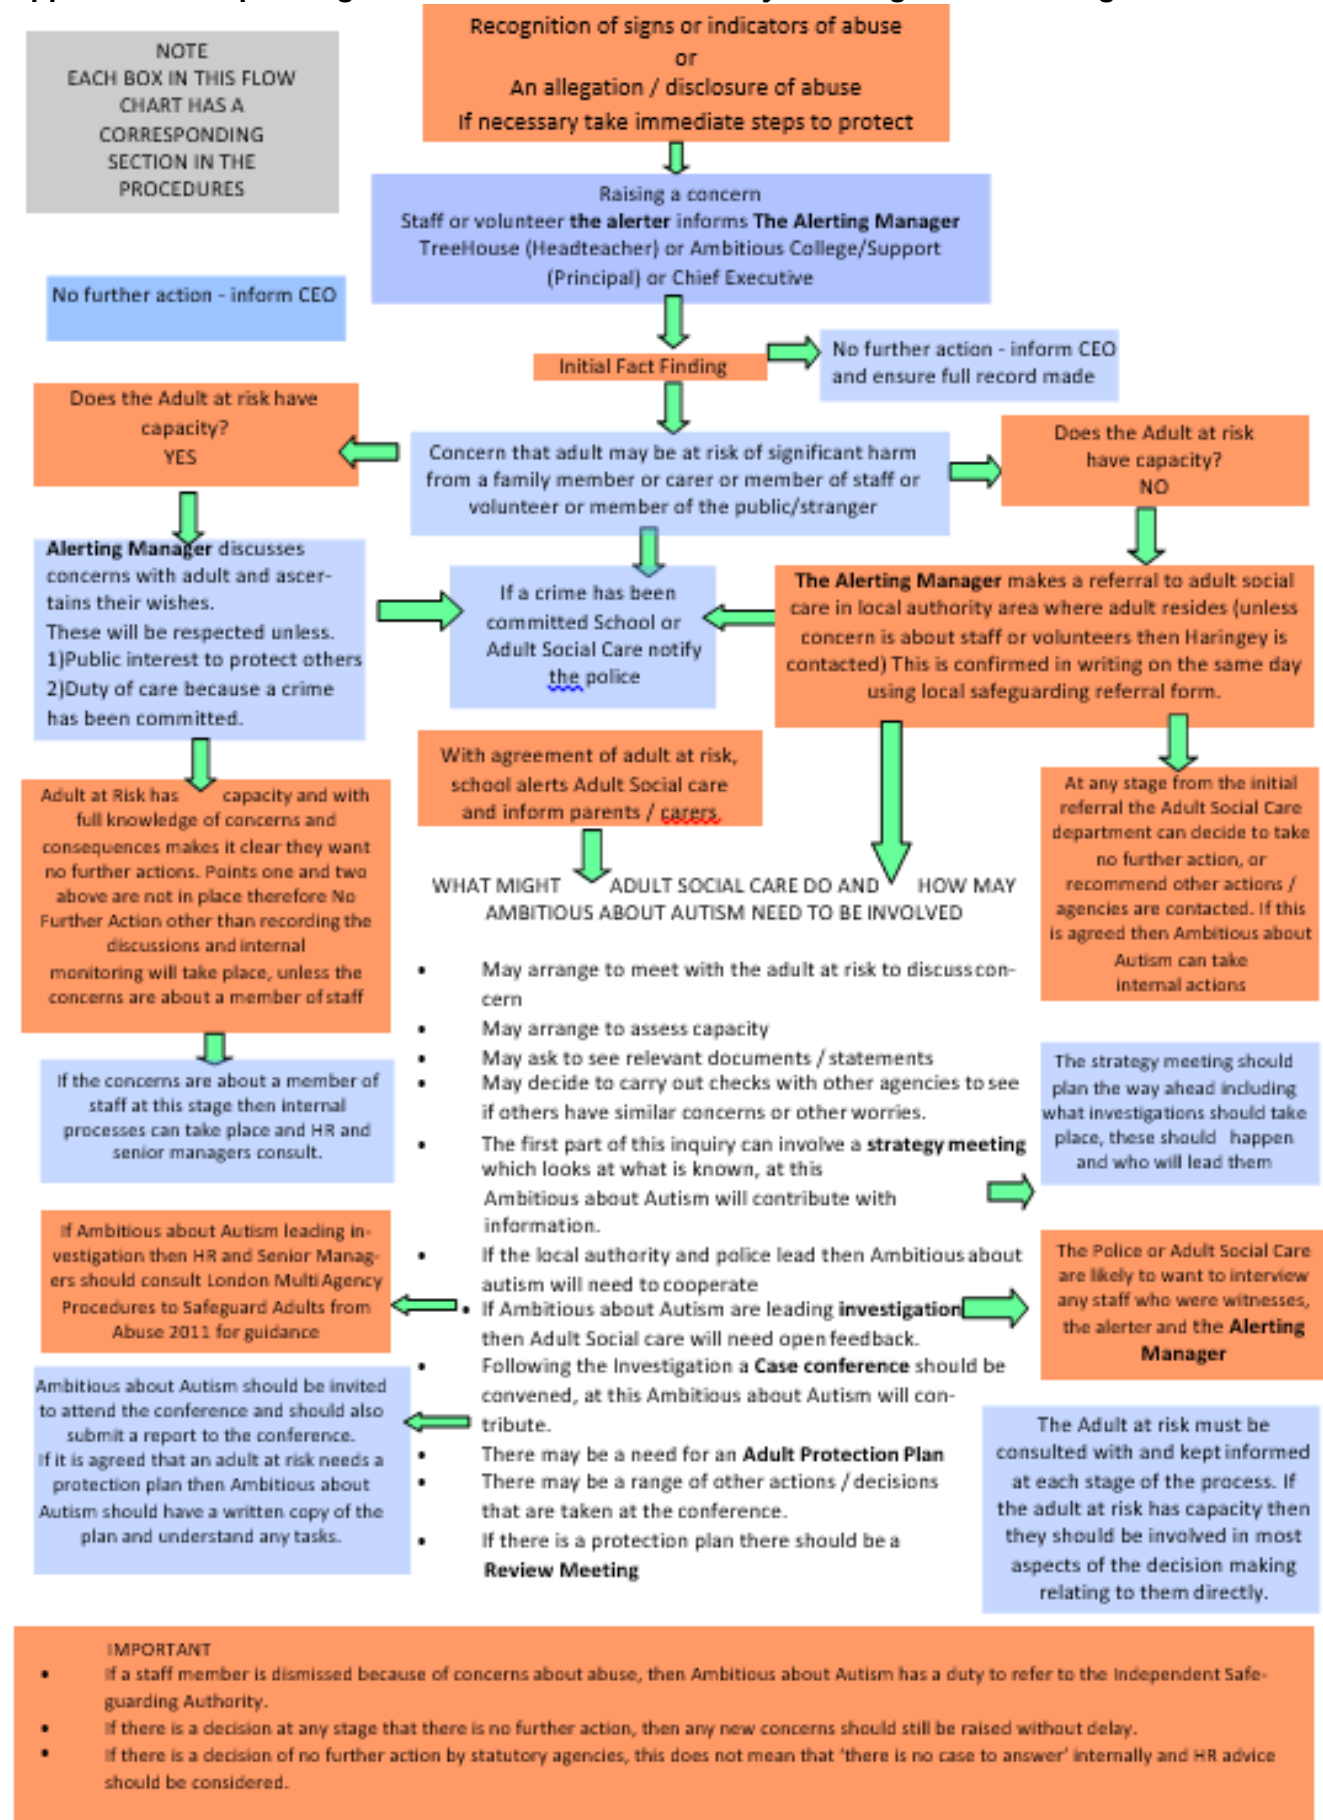 Recognition of signs or indicators of abuse
or
An allegation / disclosure of abuse
If necessary take immediate steps to protect
NOTE
EACH BOX IN THIS FLOW
CHART HAS A
CORRESPONDING
SECTION IN THE
PROCEDURES
Raising a concern
Staff or volunteer the alerter informs The Alerting Manager
TreeHouse (Headteacher) or Ambitious College/Support
(Principal) or Chief Executive
No further action - inform CEO
Initial Fact Finding
No further action - inform CEO
and ensure full record made
Does the Adult at risk have
capacity?
YES
Concern that adult may be at risk of significant harm
from a family member or carer or member of staff or
volunteer or member of the public/stranger
Does the Adult at risk
have capacity?
NO
Alerting Manager discusses
concerns with adult and ascer-
tains their wishes.
These will be respected unless.
1)Public interest to protect others
2)Duty of care because a crime
has been committed.
If a crime has been
committed School or
Adult Social Care notify
the police
The Alerting Manager makes a referral to adult social
care in local authority area where adult resides (unless
concern is about staff or volunteers then Haringey is
contacted) This is confirmed in writing on the same day
using local safeguarding referral form.
With agreement of adult at risk,
school alerts Adult Social care
and inform parents / carers.
Adult at Risk has capacity and with
full knowledge of concerns and
consequences makes it clear they want
no further actions. Points one and two
above are not in place therefore No
Further Action other than recording the
discussions and internal
monitoring will take place, unless the
concerns are about a member of staff
At any stage from the initial
referral the Adult Social Care
department can decide to take
no further action, or
recommend other actions /
agencies are contacted. If this
is agreed then Ambitious about
Autism can take
internal actions
WHAT MIGHT ADULT SOCIAL CARE DO AND HOW MAY
AMBITIOUS ABOUT AUTISM NEED TO BE INVOLVED
• May arrange to meet with the adult at risk to discuss con-
cern
• May arrange to assess capacity
• May ask to see relevant documents / statements
• May decide to carry out checks with other agencies to see
if others have similar concerns or other worries.
• The first part of this inquiry can involve a strategy meeting
which looks at what is known, at this
Ambitious about Autism will contribute with
information.
• If the local authority and police lead then Ambitious about
autism will need to cooperate
• If Ambitious about Autism are leading investigation
then Adult Social care will need open feedback.
• Following the Investigation a Case conference should be
convened, at this Ambitious about Autism will con-
tribute.
• There may be a need for an Adult Protection Plan
• There may be a range of other actions / decisions
that are taken at the conference.
• If there is a protection plan there should be a
Review Meeting
If the concerns are about a member of
staff at this stage then internal
processes can take place and HR and
senior managers consult.
If Ambitious about Autism leading in-
vestigation then HR and Senior Manag-
ers should consult London Multi Agency
Procedures to Safeguard Adults from
Abuse 2011 for guidance
Ambitious about Autism should be invited
to attend the conference and should also
submit a report to the conference.
If it is agreed that an adult at risk needs a
protection plan then Ambitious about
Autism should have a written copy of the
plan and understand any tasks.
The strategy meeting should
plan the way ahead including
what investigations should take
place, these should happen
and who will lead them
The Police or Adult Social Care
are likely to want to interview
any staff who were witnesses,
the alerter and the Alerting
Manager
The Adult at risk must be
consulted with and kept informed
at each stage of the process. If
the adult at risk has capacity then
they should be involved in most
aspects of the decision making
relating to them directly.
IMPORTANT
• If a staff member is dismissed because of concerns about abuse, then Ambitious about Autism has a duty to refer to the Independent Safe-
guarding Authority.
• If there is a decision at any stage that there is no further action, then any new concerns should still be raised without delay.
• If there is a decision of no further action by statutory agencies, this does not mean that 'there is no case to answer' internally and HR advice
should be considered.